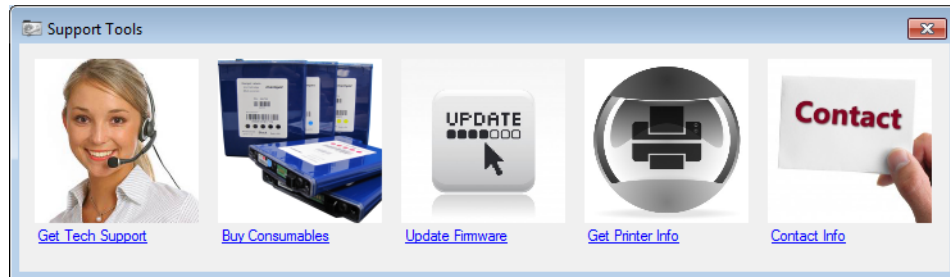 Support Tools
UPDATE
Contact
Get Tech Support
Buy Consumables
Update Firmware
Get Printer Info
Contact Info